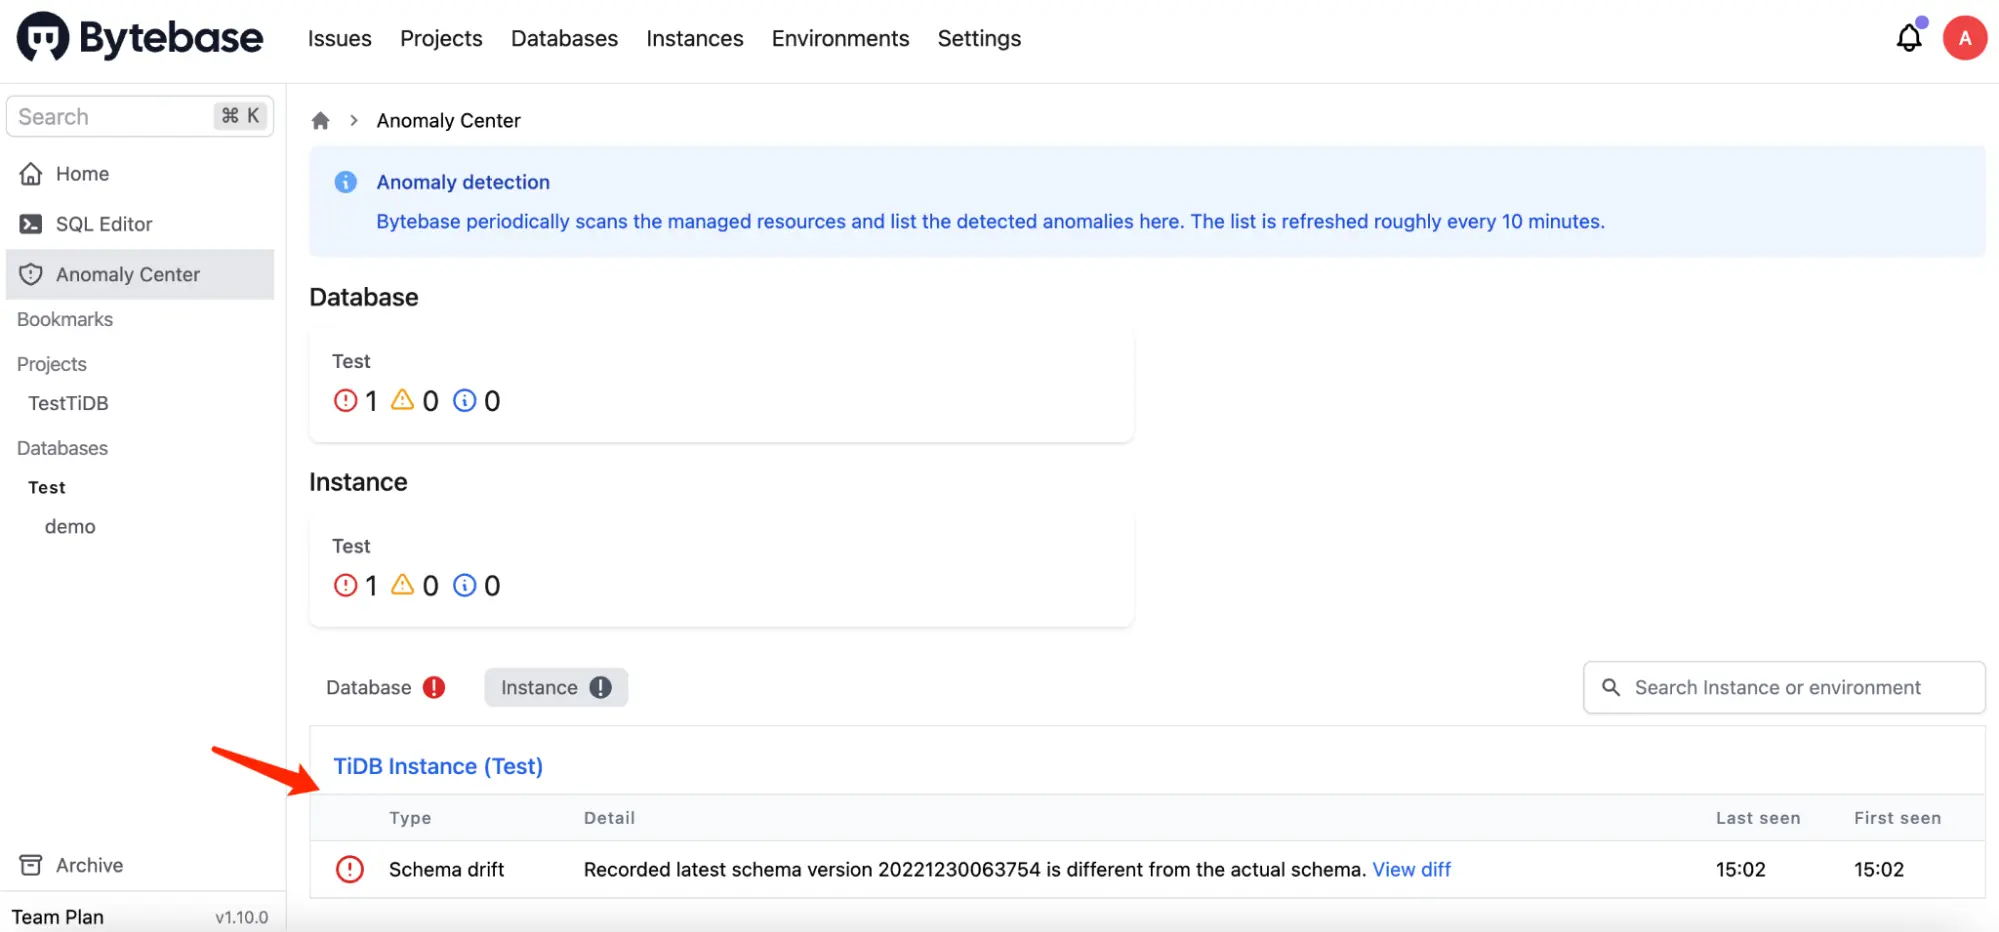 Bytebase Issues Projects Databases Instances Environments Settings A
Search ⌘ K
Home
SQL Editor
Anomaly Center
Bookmarks
Projects
TestTiDB
Databases
Test
demo
Archive
Team Plan v1.10.0
Anomaly Center
Anomaly detection
Bytebase periodically scans the managed resources and list the detected anomalies here. The list is refreshed roughly every 10 minutes.
Database
Test
1 0 0
Instance
Test
1 0 0
Database Instance Search Instance or environment
TiDB Instance (Test)
Type Detail Last seen First seen
Schema drift Recorded latest schema version 20221230063754 is different from the actual schema. View diff 15:02 15:02